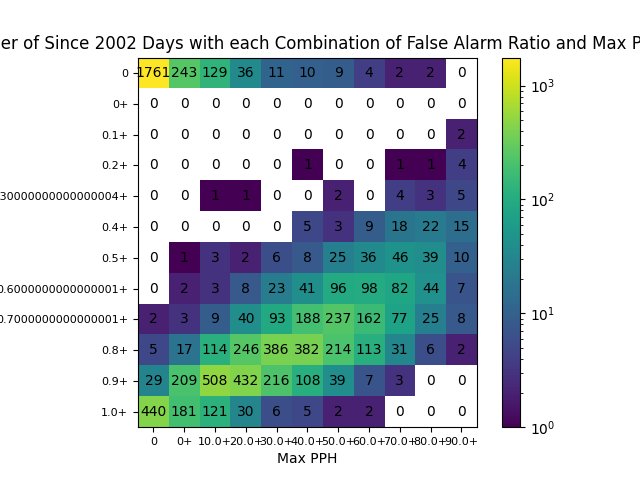 er of Since 2002 Days with each Combination of False Alarm Ratio and Max P
0 1761 243 129 36 11 10 9 4 2 2 0
0+ 0 0 0 0 0 0 0 0 0 0 0
0.1+ 0 0 0 0 0 0 0 0 0 0 2
0.2+ 0 0 0 0 0 1 0 0 1 1 4
30000000000000004+ 0 0 1 1 0 0 2 0 4 3 5
0.4+ 0 0 0 0 0 5 3 9 18 22 15
0.5+ 0 1 3 2 6 8 25 36 46 39 10
0.6000000000000001+ 0 2 3 8 23 41 96 98 82 44 7
0.7000000000000001+ 2 3 9 40 93 188 237 162 77 25 8
0.8+ 5 17 114 246 386 382 214 113 31 6 2
0.9+ 29 209 508 432 216 108 39 7 3 0 0
1.0+ 440 181 121 30 6 5 2 2 0 0 0
0 0+ 10.0+ 20.0+ 30.0+ 40.0+ 50.0+ 60.0+ 70.0+ 80.0+ 90.0+
Max PPH
10³
10²
10¹
10⁰